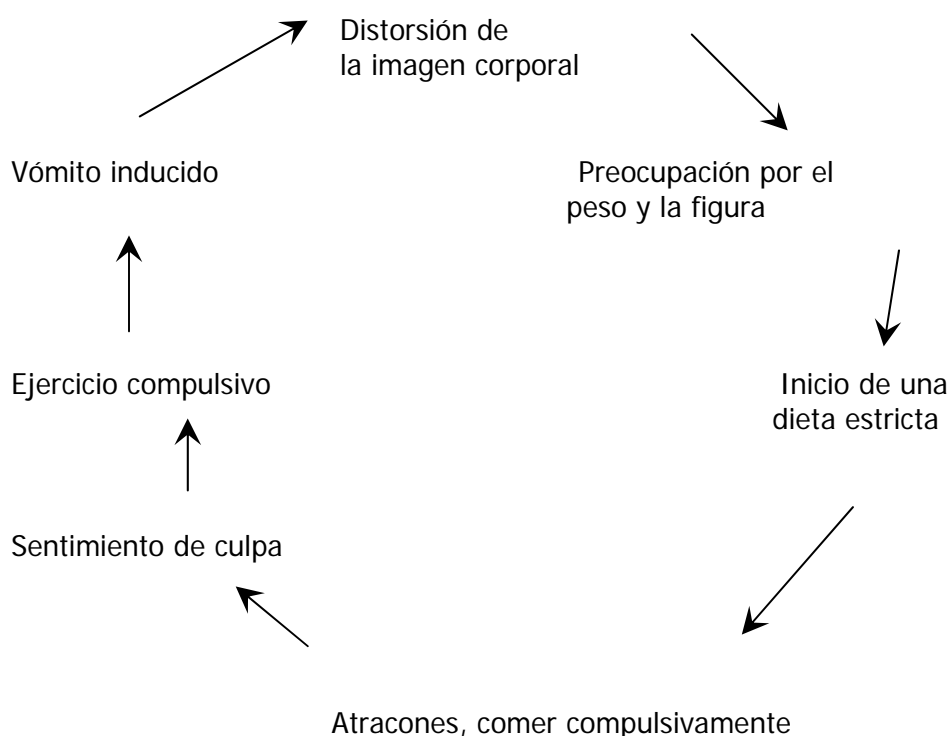 Distorsión de
la imagen corporal
Preocupación por el
peso y la figura
Inicio de una
dieta estricta
Atracones, comer compulsivamente
Sentimiento de culpa
Ejercicio compulsivo
Vómito inducido